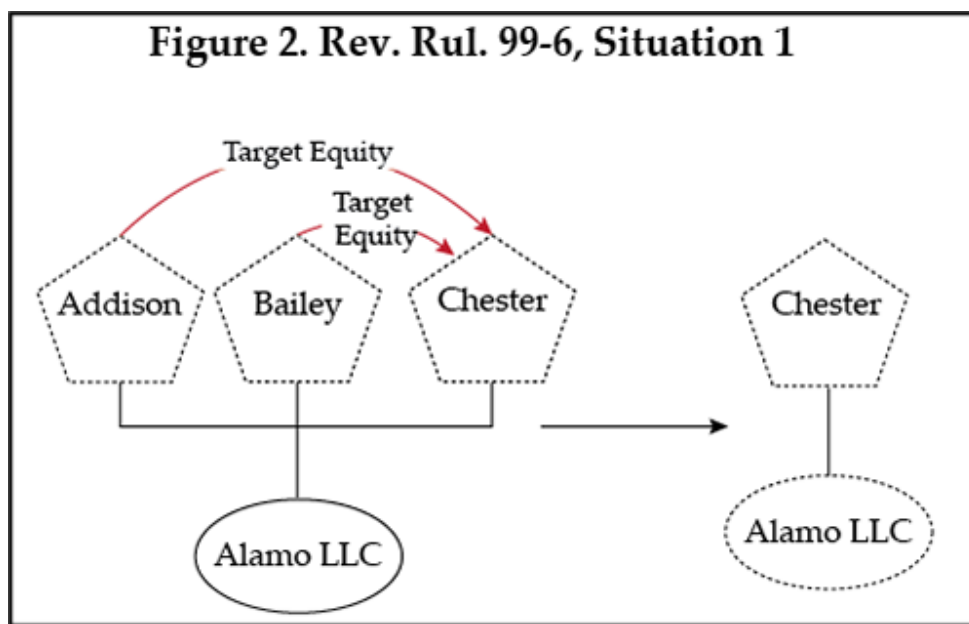 Figure 2. Rev. Rul. 99-6, Situation 1
Target Equity
Target
Equity
Addison
Bailey
Chester
Chester
Alamo LLC
Alamo LLC